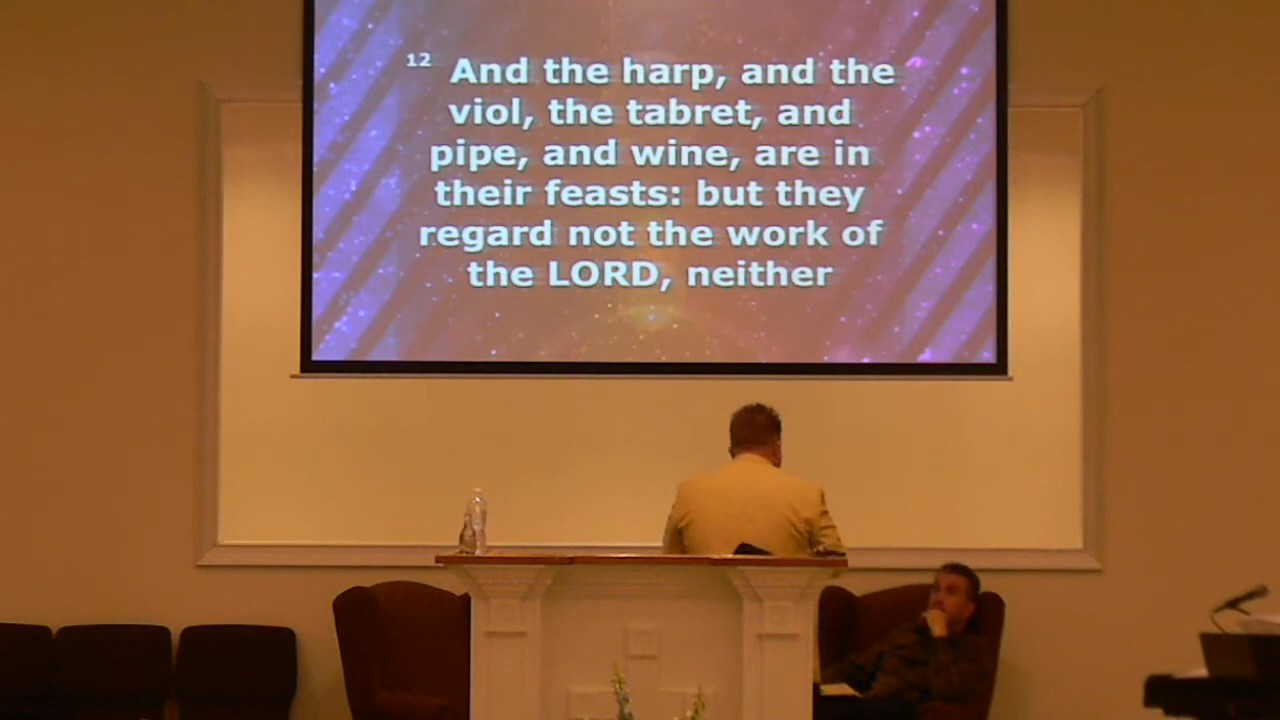 12 And the harp, and the
viol, the tabret, and
pipe, and wine, are in
their feasts: but they
regard not the work of
the LORD, neither